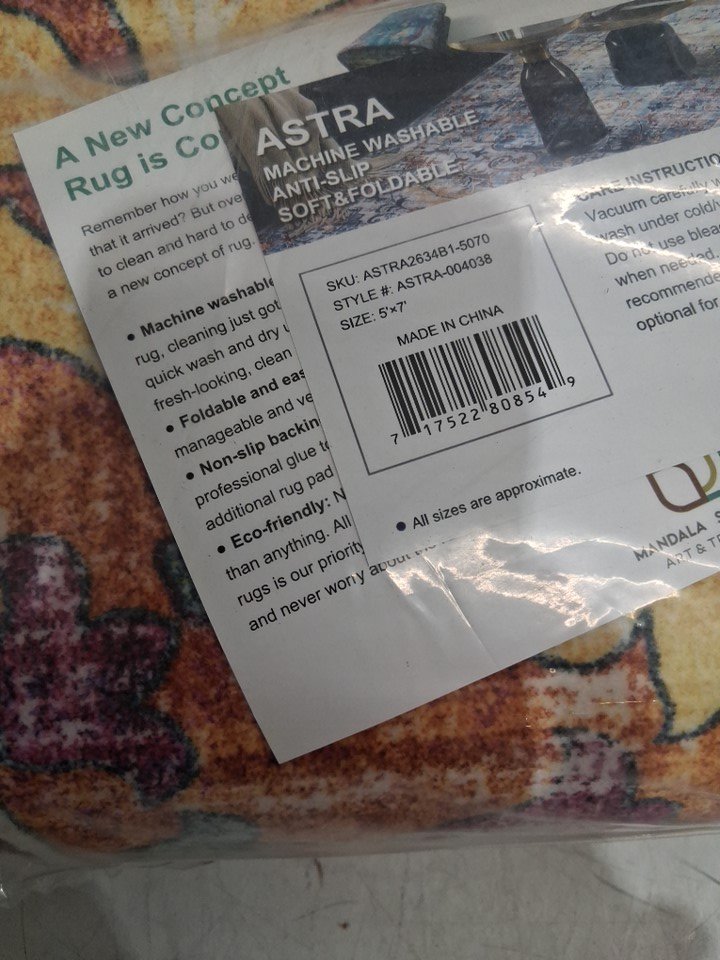 A New Concept
Rug is Co
Remember how you we
that it arrived? But ove
to clean and hard to de
a new concept of rug.
• Machine washable
rug, cleaning just got
quick wash and dry u
fresh-looking, clean
• Foldable and eas
manageable and ve
• Non-slip backin
professional glue to
additional rug pad
• Eco-friendly: N
than anything. All
rugs is our priority
and never worry about the
ASTRA
MACHINE WASHABLE
ANTI-SLIP
SOFT&FOLDABLE
SKU: ASTRA2634B1-5070
STYLE #: ASTRA-004038
SIZE: 5'×7'
MADE IN CHINA
7 17522 80854 9
• All sizes are approximate.
CARE INSTRUCTIO
Vacuum carefully w
wash under cold/
Do not use bleac
when needed.
recommende
optional for
MANDALA S
ART & TE